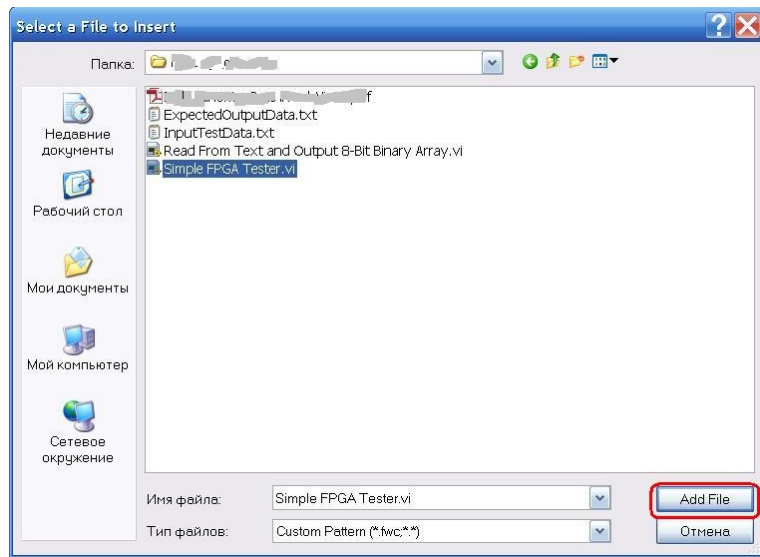 Select a File to Insert
Папка:
ExpectedOutputData.txt
InputTestData.txt
Read From Text and Output 8-Bit Binary Array.vi
Simple FPGA Tester.vi
Недавние
документы
Рабочий стол
Мои документы
Мой компьютер
Сетевое
окружение
Имя файла: Simple FPGA Tester.vi Add File
Тип файлов: Custom Pattern (*.fwc;*.*) Отмена